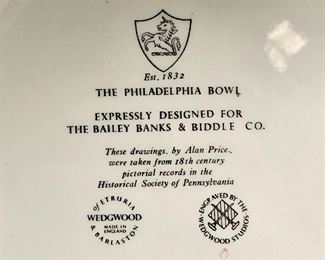 Est. 1832
THE PHILADELPHIA BOWL
EXPRESSLY DESIGNED FOR
THE BAILEY BANKS & BIDDLE CO.
These drawings, by Alan Price,
were taken from 18th century
pictorial records in the
Historical Society of Pennsylvania
of ETRURIA
WEDGWOOD
MADE IN
ENGLAND
& BARLASTON
ENGRAVED BY THE
WEDGWOOD STUDIOS